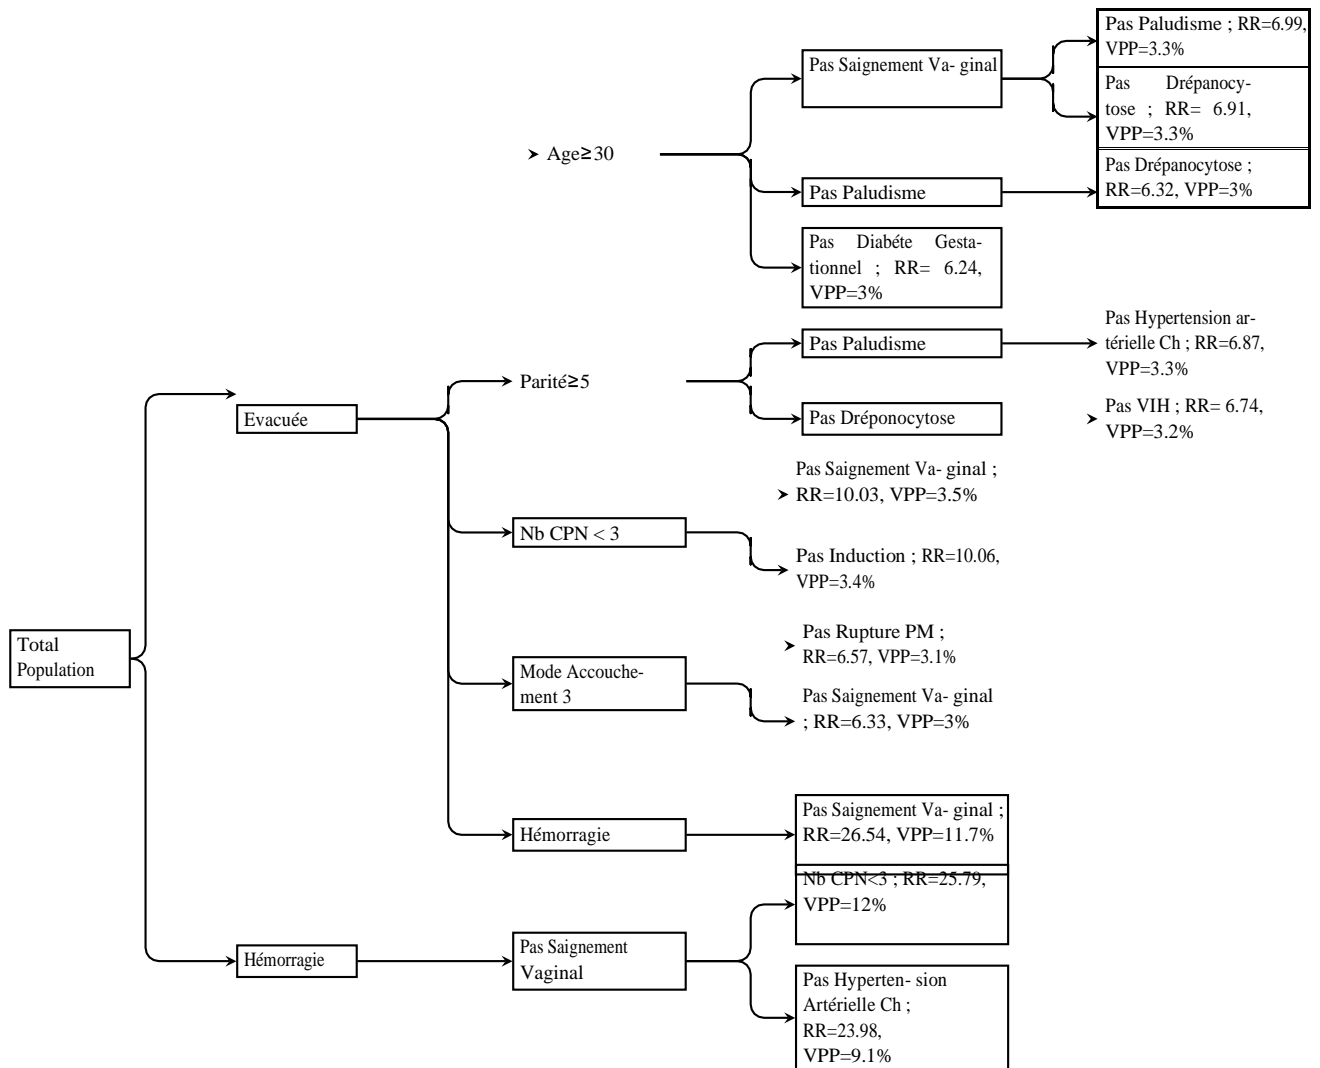 Pas Paludisme ; RR=6.99,
VPP=3.3%
Pas Saignement Va- ginal
Pas Drépanocy-
tose ; RR= 6.91,
VPP=3.3%
Age≥30
Pas Drépanocytose ;
RR=6.32, VPP=3%
Pas Paludisme
Pas Diabéte Gesta-
tionnel ; RR= 6.24,
VPP=3%
Pas Hypertension ar-
térielle Ch ; RR=6.87,
VPP=3.3%
Pas Paludisme
Parité≥5
Evacuée
Pas Dréponocytose
Pas VIH ; RR= 6.74,
VPP=3.2%
Pas Saignement Va- ginal ;
RR=10.03, VPP=3.5%
Nb CPN < 3
Pas Induction ; RR=10.06,
VPP=3.4%
Total
Population
Pas Rupture PM ;
RR=6.57, VPP=3.1%
Mode Accouche-
ment 3
Pas Saignement Va- ginal
; RR=6.33, VPP=3%
Hémorragie
Pas Saignement Va- ginal ;
RR=26.54, VPP=11.7%
Nb CPN<3 ; RR=25.79,
VPP=12%
Hémorragie
Pas Saignement
Vaginal
Pas Hyperten- sion
Artérielle Ch ;
RR=23.98,
VPP=9.1%